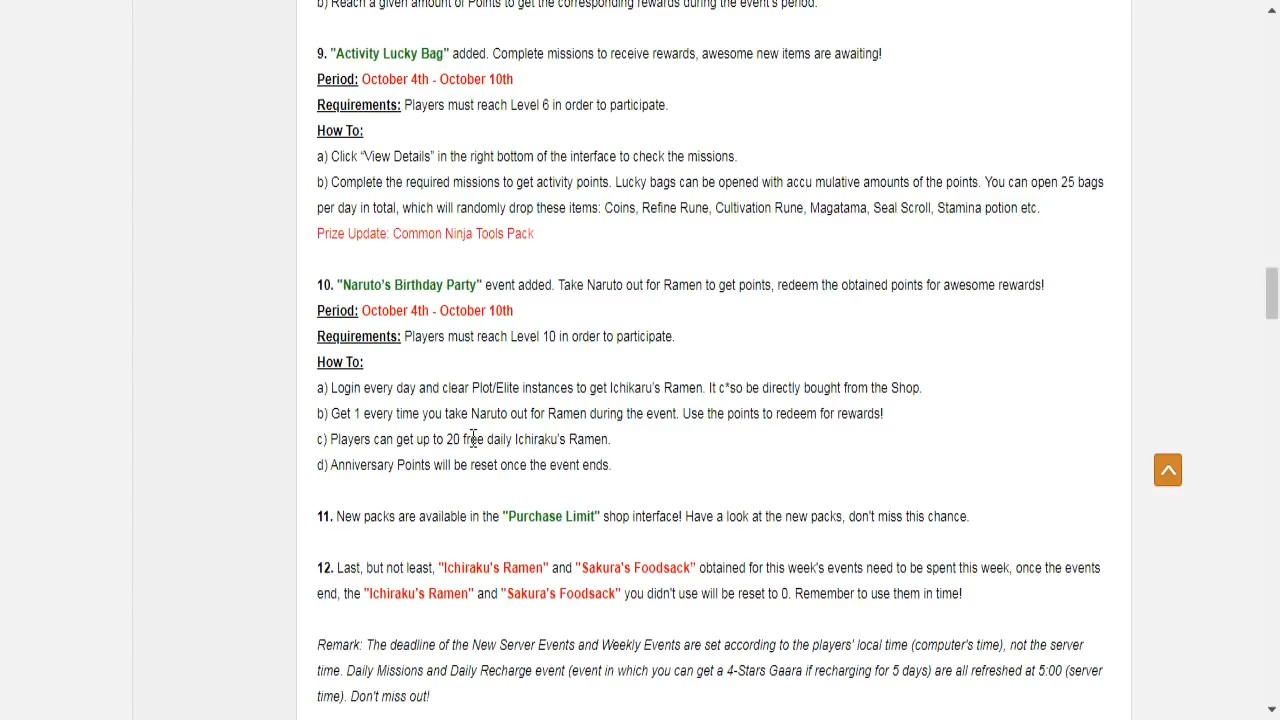 b) Reach a given amount of Points to get the corresponding rewards during the event's period.
9. "Activity Lucky Bag" added. Complete missions to receive rewards, awesome new items are awaiting!
Period: October 4th - October 10th
Requirements: Players must reach Level 6 in order to participate.
How To:
a) Click “View Details” in the right bottom of the interface to check the missions.
b) Complete the required missions to get activity points. Lucky bags can be opened with accu mulative amounts of the points. You can open 25 bags
per day in total, which will randomly drop these items: Coins, Refine Rune, Cultivation Rune, Magatama, Seal Scroll, Stamina potion etc.
Prize Update: Common Ninja Tools Pack
10. "Naruto’s Birthday Party" event added. Take Naruto out for Ramen to get points, redeem the obtained points for awesome rewards!
Period: October 4th - October 10th
Requirements: Players must reach Level 10 in order to participate.
How To:
a) Login every day and clear Plot/Elite instances to get Ichikaru’s Ramen. It c*so be directly bought from the Shop.
b) Get 1 every time you take Naruto out for Ramen during the event. Use the points to redeem for rewards!
c) Players can get up to 20 free daily Ichiraku’s Ramen.
d) Anniversary Points will be reset once the event ends.
11. New packs are available in the "Purchase Limit" shop interface! Have a look at the new packs, don't miss this chance.
12. Last, but not least, "Ichiraku's Ramen" and "Sakura's Foodsack” obtained for this week's events need to be spent this week, once the events
end, the "Ichiraku's Ramen" and "Sakura's Foodsack" you didn't use will be reset to 0. Remember to use them in time!
Remark: The deadline of the New Server Events and Weekly Events are set according to the players' local time (computer's time), not the server
time. Daily Missions and Daily Recharge event (event in which you can get a 4-Stars Gaara if recharging for 5 days) are all refreshed at 5:00 (server
time). Don't miss out!